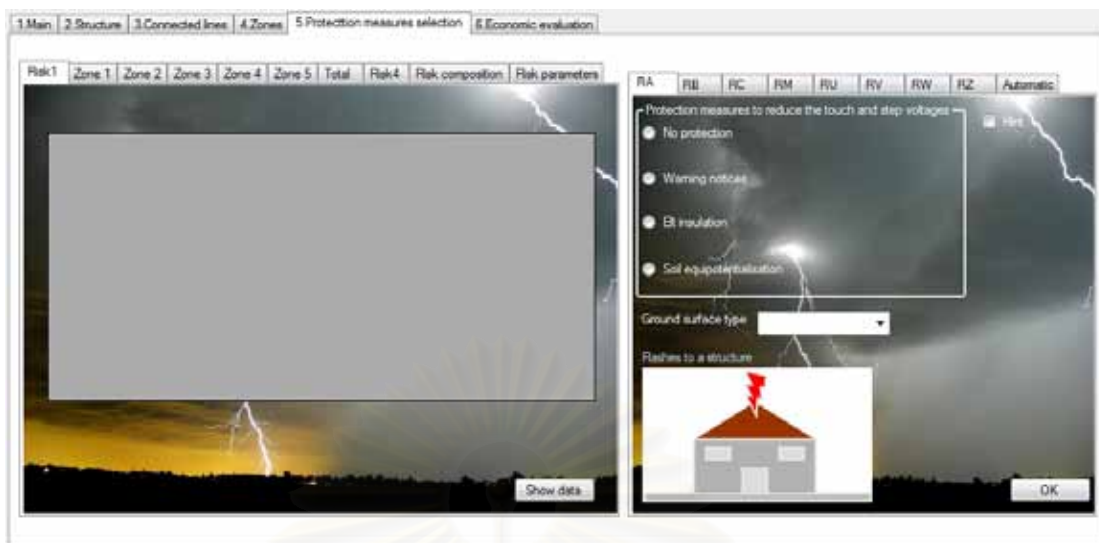 1.Main 2.Structure 3.Connected lines 4.Zones 5.Protecttion measures selection 6.Economic evaluation
Risk1 Zone 1 Zone 2 Zone 3 Zone 4 Zone 5 Total Risk4 Risk composition Risk parameters
RA RB RC RM RU RV RW RZ Automatic
Protection measures to reduce the touch and step voltages
Hint
No protection
Warning notices
Elt insulation
Soil equipotentialisation
Ground surface type
Flashes to a structure
Show data
OK